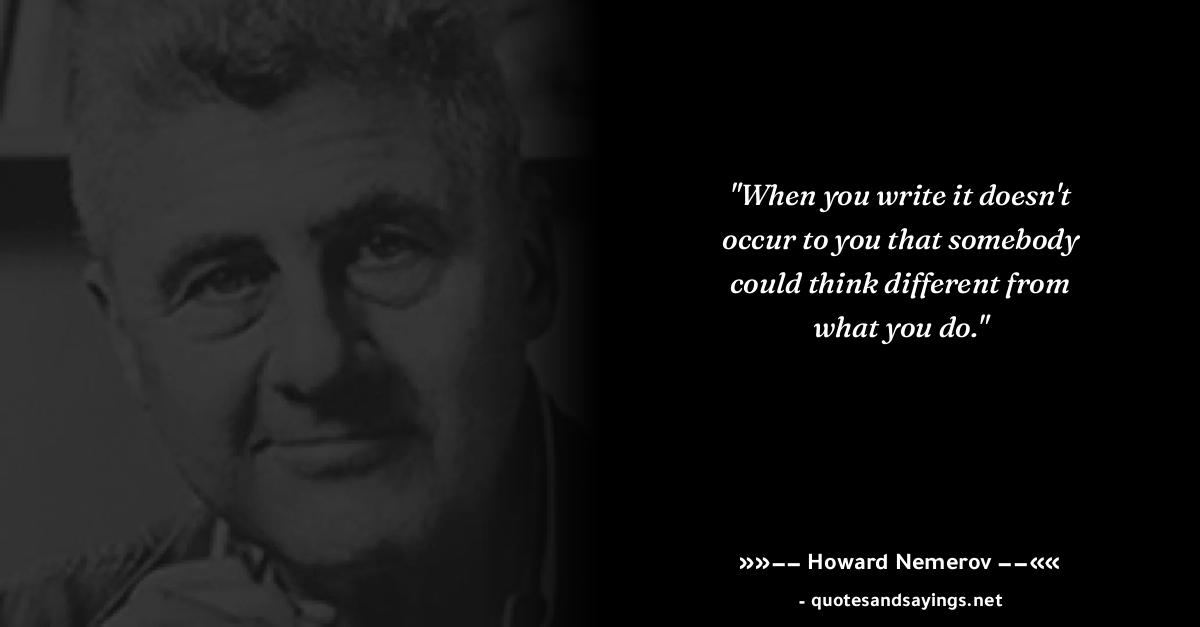 "When you write it doesn't
occur to you that somebody
could think different from
what you do."
»»–– Howard Nemerov ––««
- quotesandsayings.net